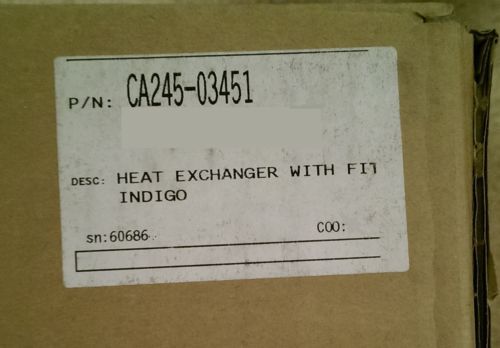 P/N: CA245-03451
DESC: HEAT EXCHANGER WITH FIT
INDIGO
sn:60686
COO: